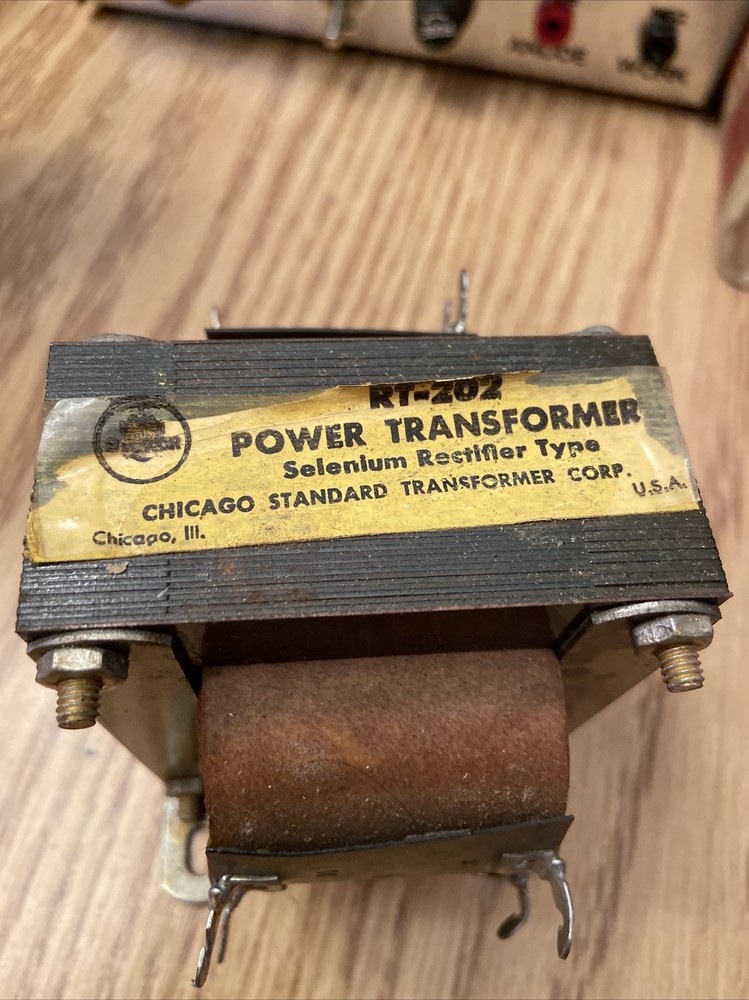 RT-202
POWER TRANSFORMER
Selenium Rectifier Type
CHICAGO STANDARD TRANSFORMER CORP.
Chicago, Ill.
U.S.A.